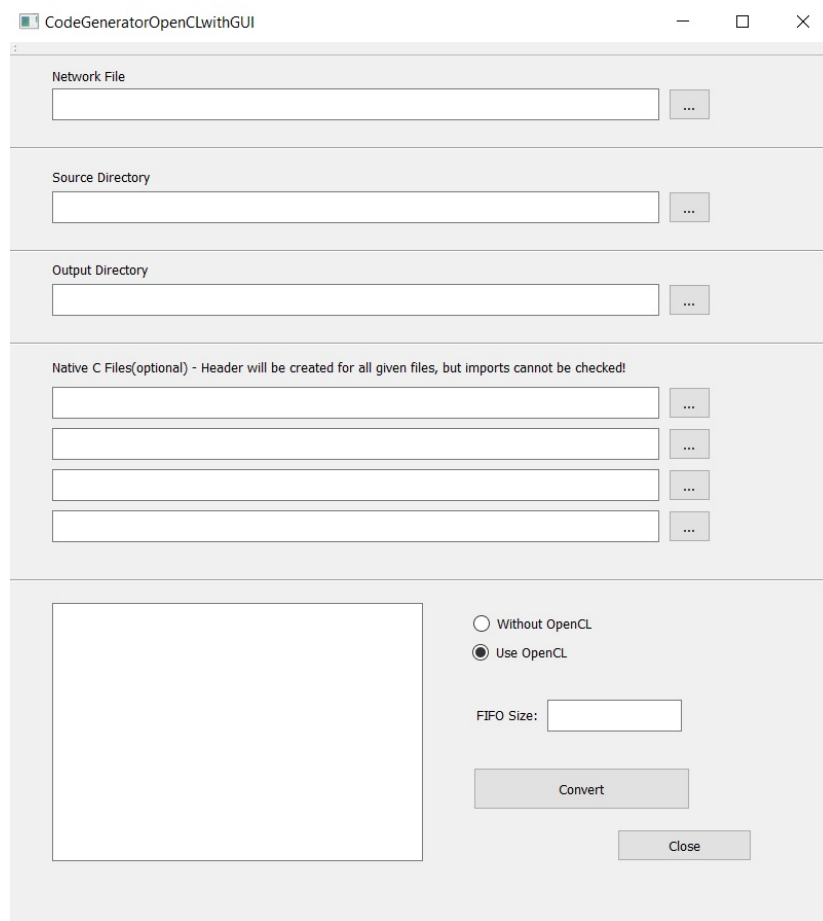 CodeGeneratorOpenCLwithGUI
Network File
...
Source Directory
...
Output Directory
...
Native C Files(optional) - Header will be created for all given files, but imports cannot be checked!
...
...
...
...
Without OpenCL
Use OpenCL
FIFO Size:
Convert
Close